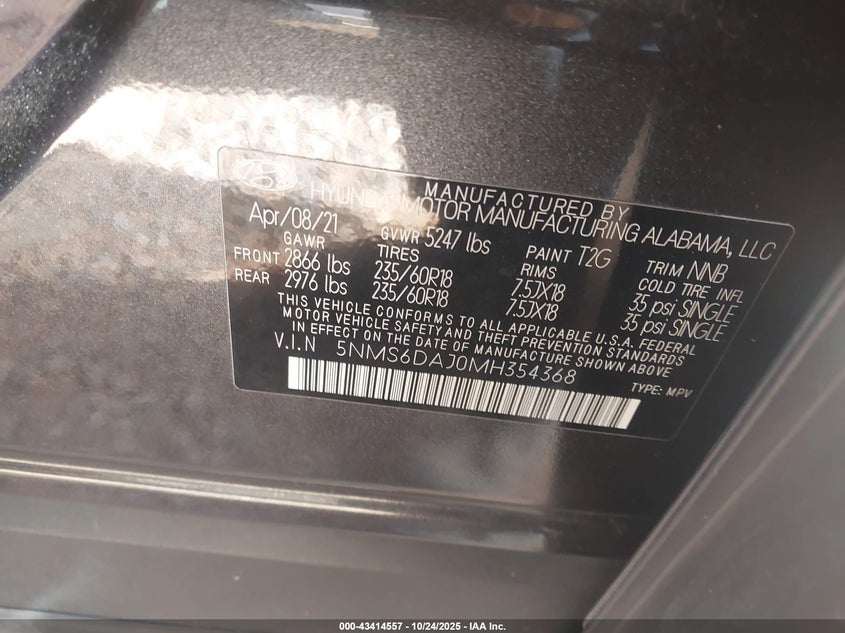 MANUFACTURED BY
HYUNDAI MOTOR MANUFACTURING ALABAMA, LLC
Apr/08/21 GVWR 5247 lbs PAINT T2G TRIM NNB
GAWR TIRES RIMS COLD TIRE INFL
FRONT 2866 lbs 235/60R18 7.5JX18 35 psi SINGLE
REAR 2976 lbs 235/60R18 7.5JX18 35 psi SINGLE
THIS VEHICLE CONFORMS TO ALL APPLICABLE U.S.A. FEDERAL
MOTOR VEHICLE SAFETY AND THEFT PREVENTION STANDARDS
IN EFFECT ON THE DATE OF MANUFACTURE SHOWN ABOVE
V.I.N 5NMS6DAJ0MH354368
TYPE: MPV
000-43414557 - 10/24/2025 - IAA Inc.